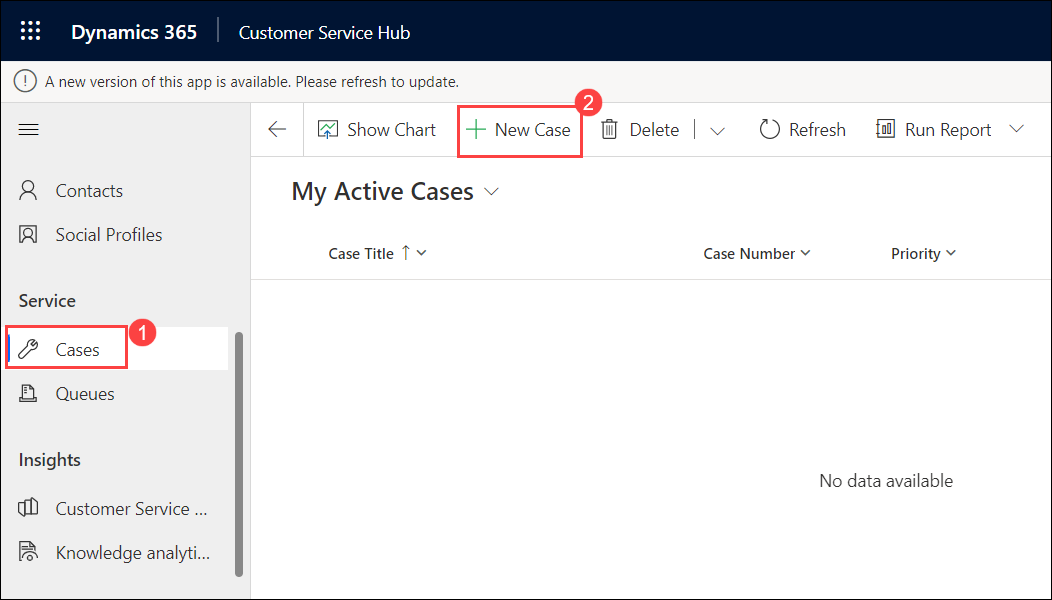 Dynamics 365 Customer Service Hub
A new version of this app is available. Please refresh to update.
Show Chart New Case 2 Delete Refresh Run Report
Contacts
Social Profiles
Service
Cases 1
Queues
Insights
Customer Service ...
Knowledge analyti...
My Active Cases
Case Title Case Number Priority
No data available